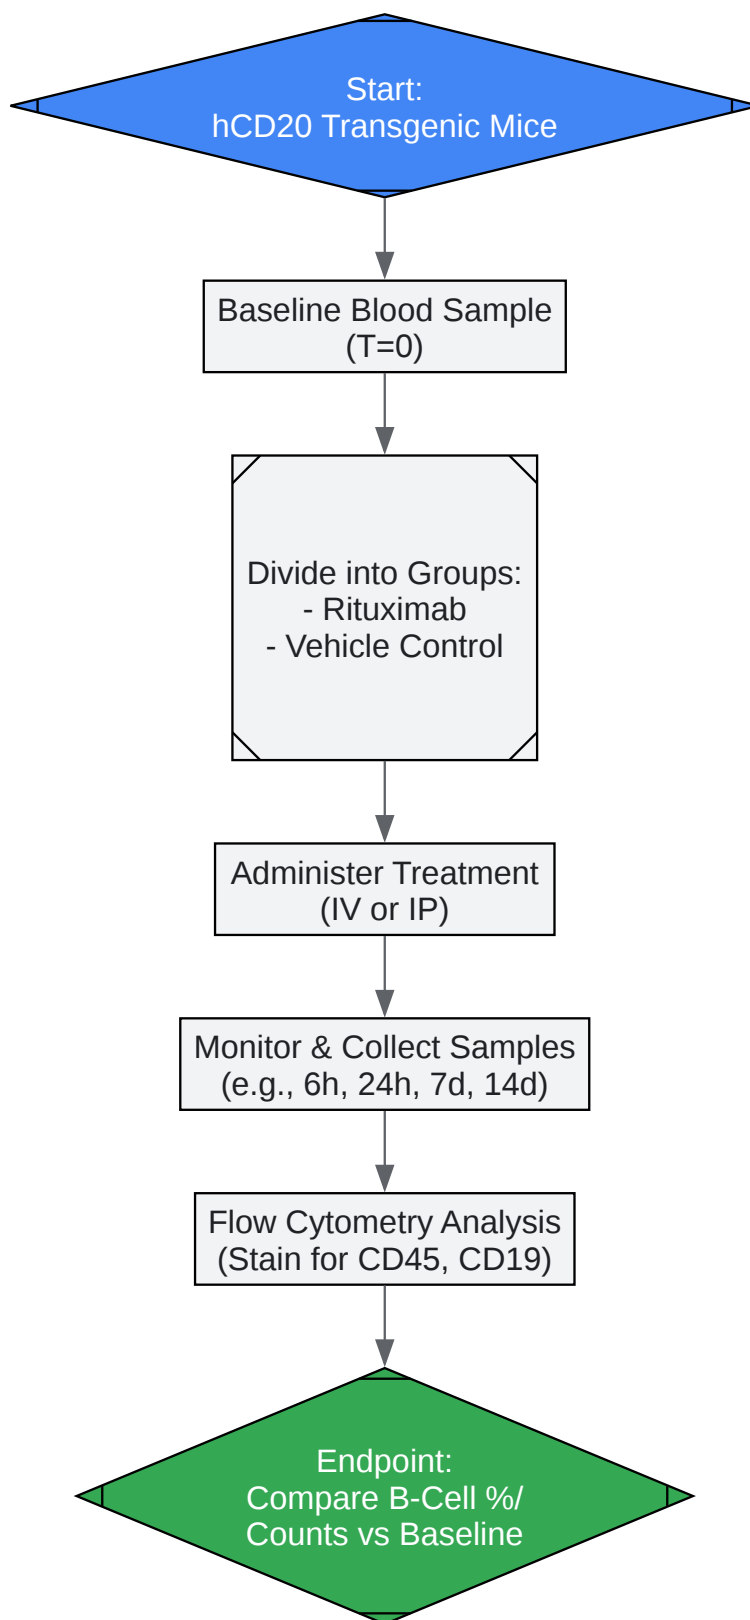 Start:
hCD20 Transgenic Mice
Baseline Blood Sample
(T=0)
Divide into Groups:
- Rituximab
- Vehicle Control
Administer Treatment
(IV or IP)
Monitor & Collect Samples
(e.g., 6h, 24h, 7d, 14d)
Flow Cytometry Analysis
(Stain for CD45, CD19)
Endpoint:
Compare B-Cell %/
Counts vs Baseline